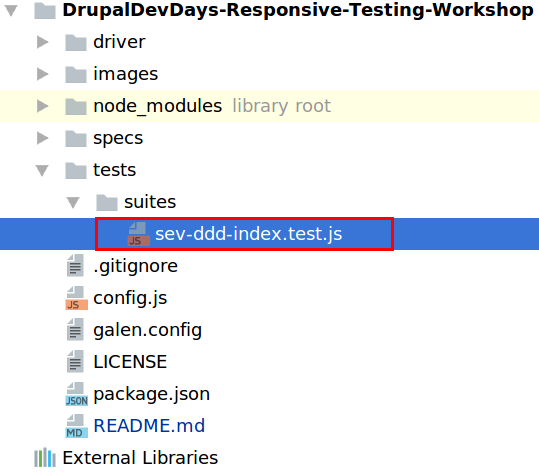 DrupalDevDays-Responsive-Testing-Workshop
driver
images
node_modules library root
specs
tests
suites
JS sev-ddd-index.test.js
.gitignore
JS config.js
galen.config
LICENSE
JSON package.json
MD README.md
External Libraries